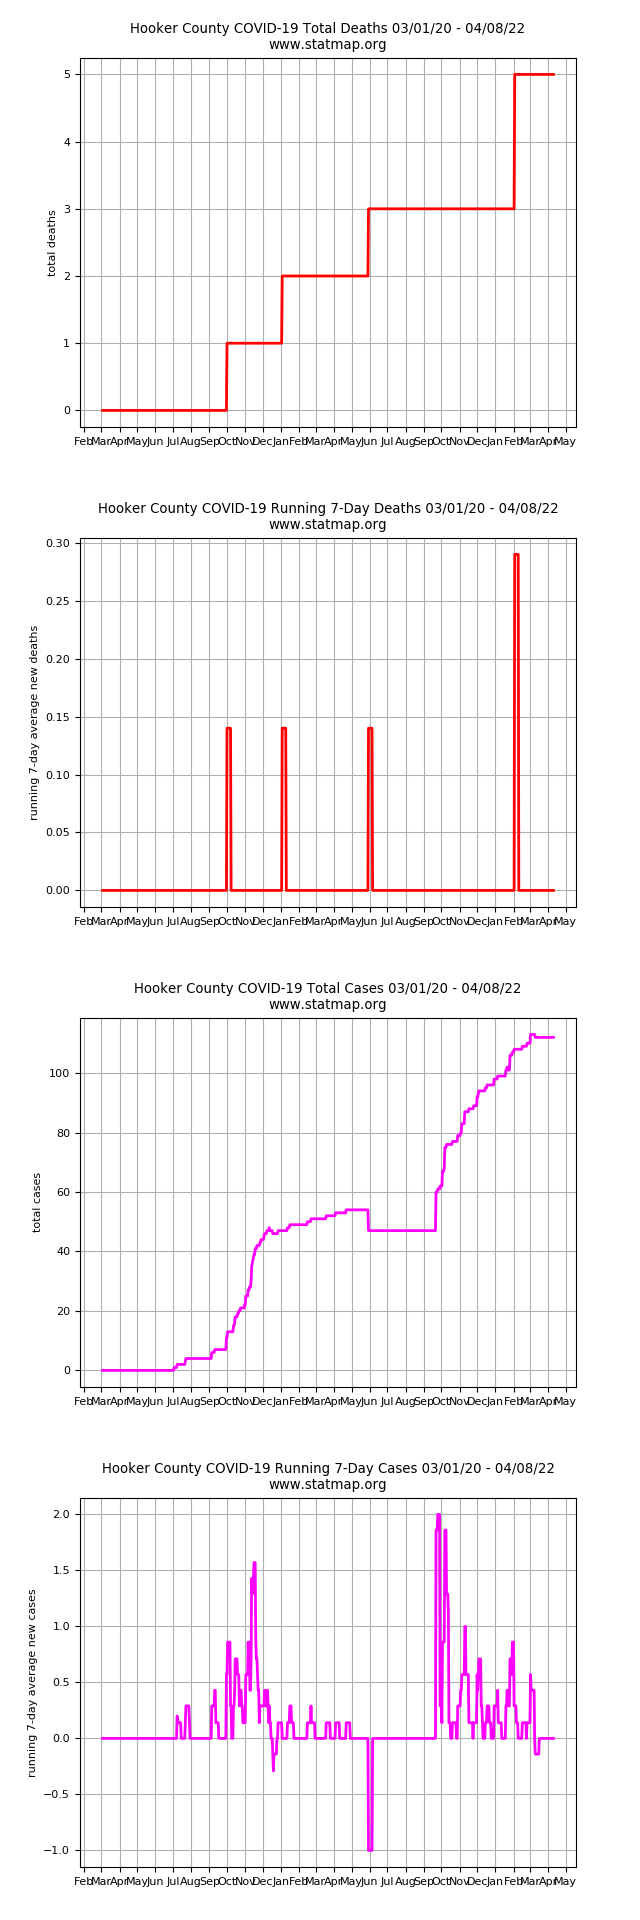 Hooker County COVID-19 Total Deaths 03/01/20 - 04/08/22
www.statmap.org
5
4
3
2
1
0
total deaths
Feb Mar Apr May Jun Jul Aug Sep Oct Nov Dec Jan Feb Mar Apr May Jun Jul Aug Sep Oct Nov Dec Jan Feb Mar Apr May
Hooker County COVID-19 Running 7-Day Deaths 03/01/20 - 04/08/22
www.statmap.org
0.30
0.25
0.20
0.15
0.10
0.05
0.00
running 7-day average new deaths
Feb Mar Apr May Jun Jul Aug Sep Oct Nov Dec Jan Feb Mar Apr May Jun Jul Aug Sep Oct Nov Dec Jan Feb Mar Apr May
Hooker County COVID-19 Total Cases 03/01/20 - 04/08/22
www.statmap.org
100
80
60
40
20
0
total cases
Feb Mar Apr May Jun Jul Aug Sep Oct Nov Dec Jan Feb Mar Apr May Jun Jul Aug Sep Oct Nov Dec Jan Feb Mar Apr May
Hooker County COVID-19 Running 7-Day Cases 03/01/20 - 04/08/22
www.statmap.org
2.0
1.5
1.0
0.5
0.0
−0.5
−1.0
running 7-day average new cases
Feb Mar Apr May Jun Jul Aug Sep Oct Nov Dec Jan Feb Mar Apr May Jun Jul Aug Sep Oct Nov Dec Jan Feb Mar Apr May